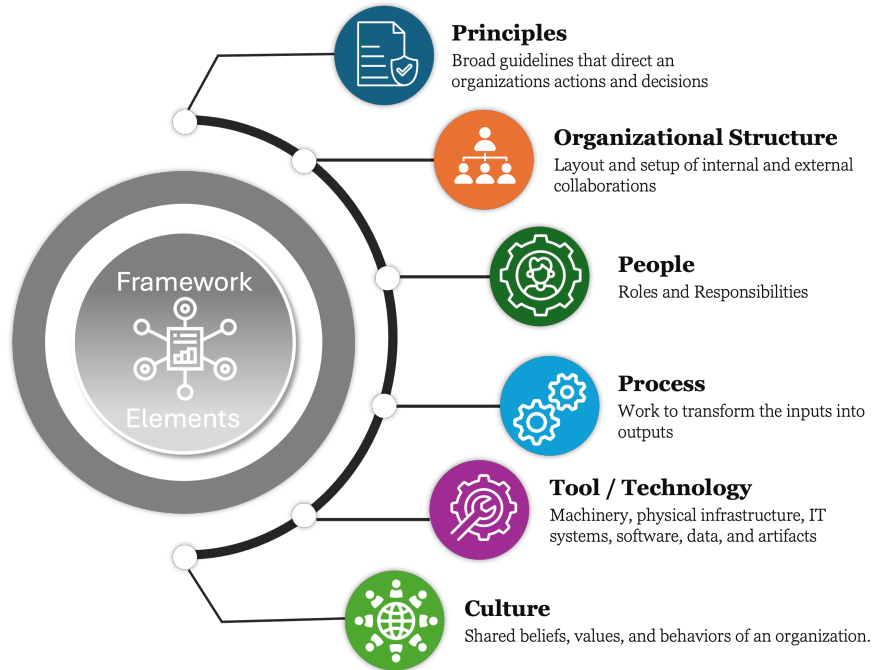 Principles
Broad guidelines that direct an
organizations actions and decisions
Organizational Structure
Layout and setup of internal and external
collaborations
People
Roles and Responsibilities
Framework
Elements
Process
Work to transform the inputs into
outputs
Tool / Technology
Machinery, physical infrastructure, IT
systems, software, data, and artifacts
Culture
Shared beliefs, values, and behaviors of an organization.